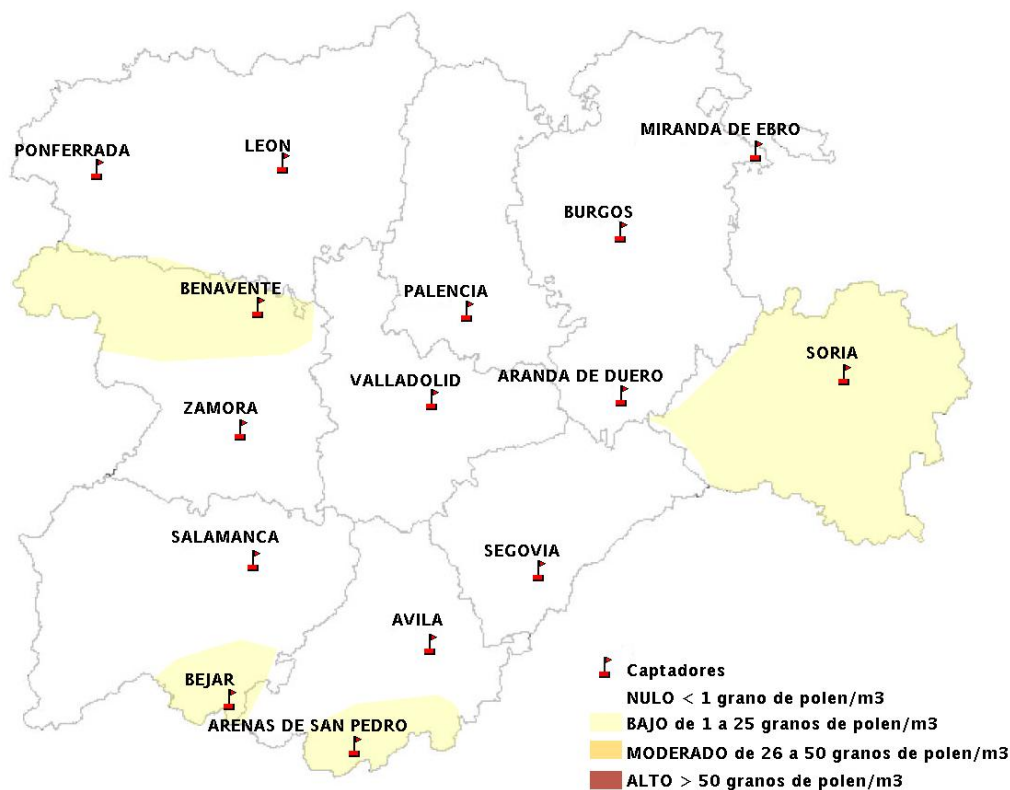 MIRANDA DE EBRO
PONFERRADA
LEON
BURGOS
BENAVENTE
PALENCIA
SORIA
VALLADOLID
ARANDA DE DUERO
ZAMORA
SALAMANCA
SEGOVIA
AVILA
BEJAR
ARENAS DE SAN PEDRO
Captadores
NULO < 1 grano de polen/m3
BAJO de 1 a 25 granos de polen/m3
MODERADO de 26 a 50 granos de polen/m3
ALTO > 50 granos de polen/m3